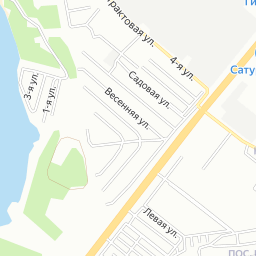 трактовая ул.
4-я ул.
Садовая ул.
Весенняя ул.
3-я ул.
1-я ул.
Левая ул.
Сату
пос.